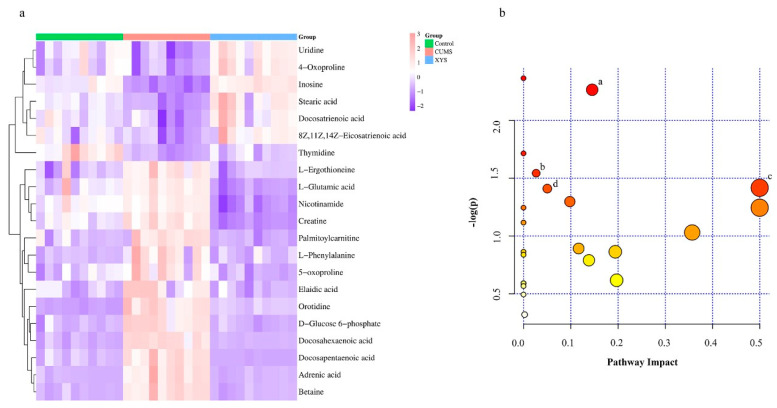 a
b
Group
Uridine
4-Oxoproline
Inosine
Stearic acid
Docosatrienoic acid
8Z,11Z,14Z-Eicosatrienoic acid
Thymidine
L-Ergothioneine
L-Glutamic acid
Nicotinamide
Creatine
Palmitoylcarnitine
L-Phenylalanine
5-oxoproline
Elaidic acid
Orotidine
D-Glucose 6-phosphate
Docosahexaenoic acid
Docosapentaenoic acid
Adrenic acid
Betaine
3
2
1
0
-1
-2
Group
Control
CUMS
XYS
-log(p)
2.0
1.5
1.0
0.5
a
b
d
c
0.0 0.1 0.2 0.3 0.4 0.5
Pathway Impact